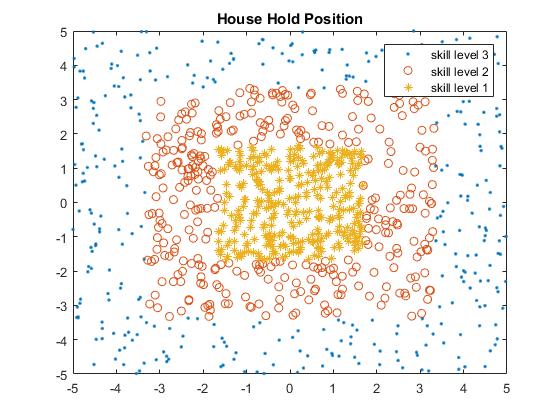 House Hold Position
5
4
3
2
1
0
-1
-2
-3
-4
-5
skill level 3
skill level 2
skill level 1
-5 -4 -3 -2 -1 0 1 2 3 4 5